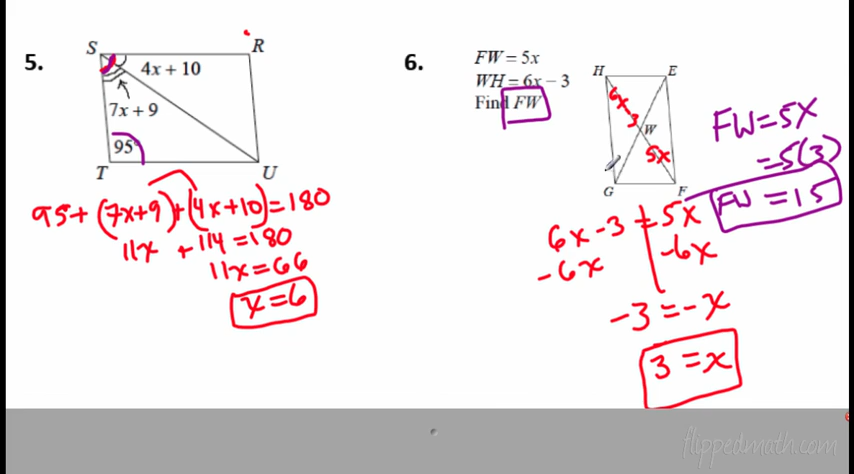 5.
S
R
4x + 10
7x + 9
95°
T
U
95 + (7x+9) + (4x+10) = 180
11x + 114 = 180
11x = 66
x = 6
6.
FW = 5x
WH = 6x − 3
Find FW
H
E
6x
3
W
5x
G
F
FW = 5x
= 5(3)
FW = 15
6x - 3 = 5x
-6x -6x
-3 = -x
3 = x
flippedmath.com